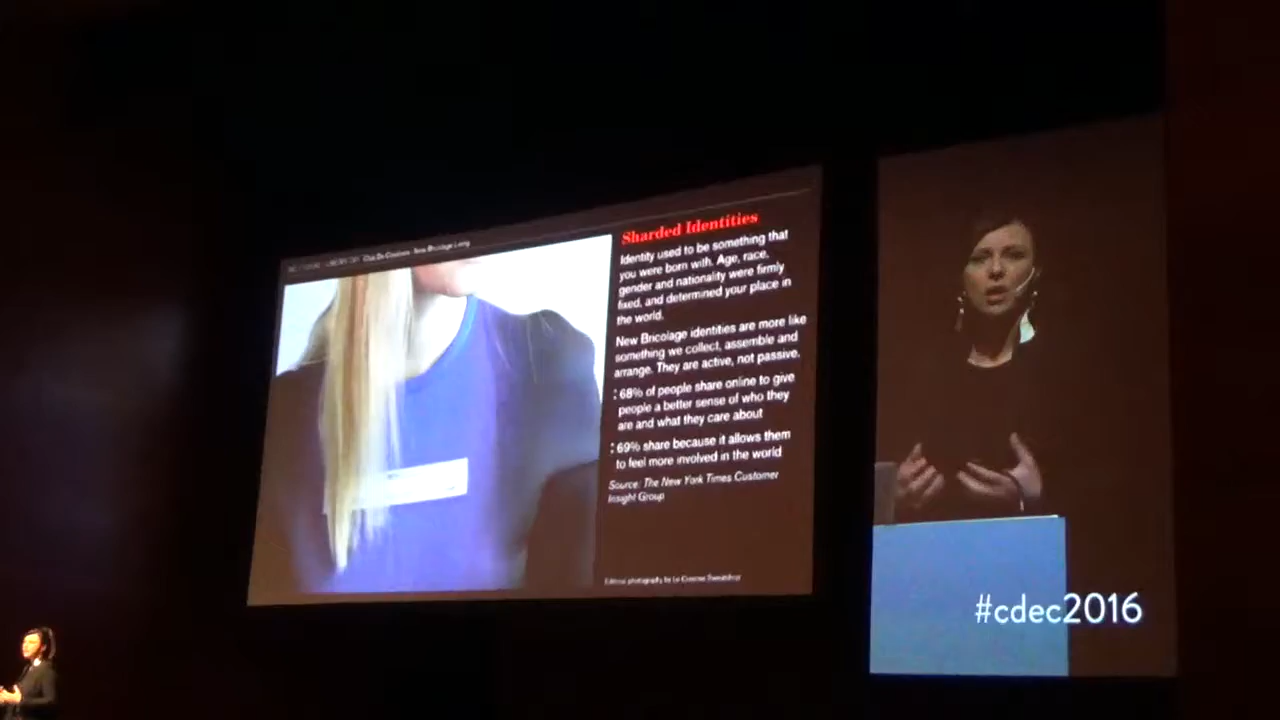 Sharded Identities
Identity used to be something that
you were born with. Age, race,
gender and nationality were firmly
fixed, and determined your place in
the world.
New Bricolage identities are more like
something we collect, assemble and
arrange. They are active, not passive.
: 68% of people share online to give
people a better sense of who they
are and what they care about
: 69% share because it allows them
to feel more involved in the world
Source: The New York Times Customer
Insight Group
Editorial photography by
#cdec2016